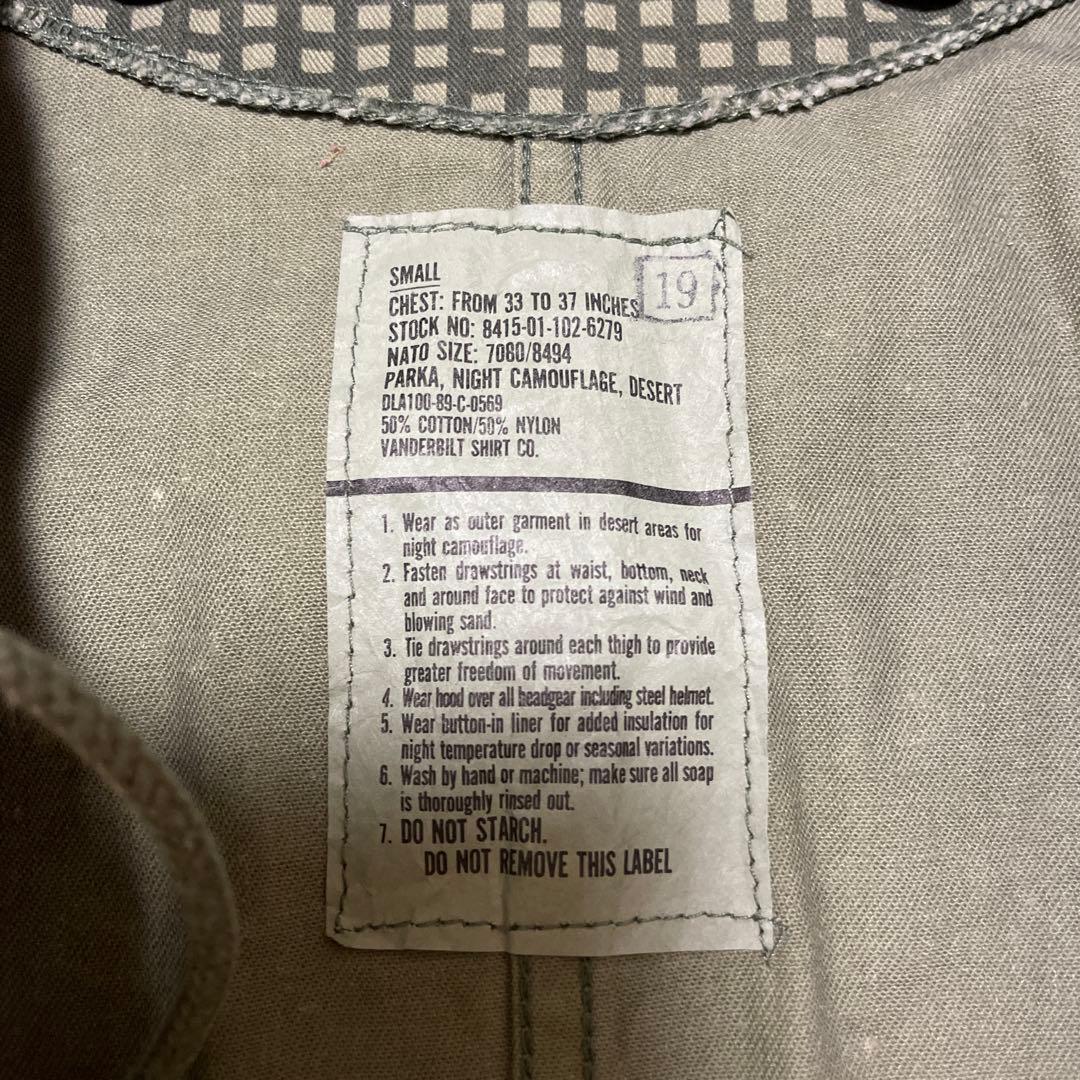 SMALL
19
CHEST: FROM 33 TO 37 INCHES
STOCK NO: 8415-01-102-6279
NATO SIZE: 7080/8494
PARKA, NIGHT CAMOUFLAGE, DESERT
DLA100-89-C-0569
50% COTTON/50% NYLON
VANDERBILT SHIRT CO.
1. Wear as outer garment in desert areas for
night camouflage.
2. Fasten drawstrings at waist, bottom, neck
and around face to protect against wind and
blowing sand.
3. Tie drawstrings around each thigh to provide
greater freedom of movement.
4. Wear hood over all headgear including steel helmet.
5. Wear button-in liner for added insulation for
night temperature drop or seasonal variations.
6. Wash by hand or machine; make sure all soap
is thoroughly rinsed out.
7. DO NOT STARCH.
DO NOT REMOVE THIS LABEL